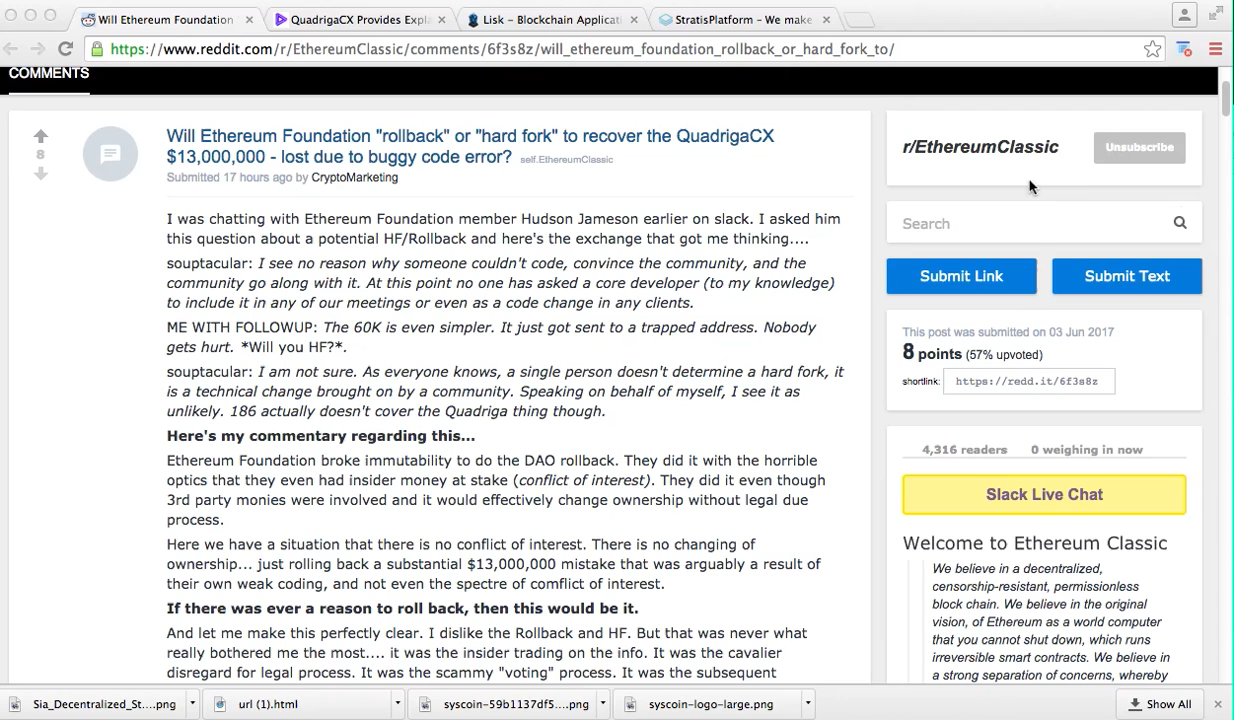 Will Ethereum Foundation
QuadrigaCX Provides Expla
Lisk – Blockchain Applicati
StratisPlatform – We make
https://www.reddit.com/r/EthereumClassic/comments/6f3s8z/will_ethereum_foundation_rollback_or_hard_fork_to/
COMMENTS
8
Will Ethereum Foundation "rollback" or "hard fork" to recover the QuadrigaCX
$13,000,000 - lost due to buggy code error? self.EthereumClassic
Submitted 17 hours ago by CryptoMarketing
I was chatting with Ethereum Foundation member Hudson Jameson earlier on slack. I asked him
this question about a potential HF/Rollback and here's the exchange that got me thinking....
souptacular: I see no reason why someone couldn't code, convince the community, and the
community go along with it. At this point no one has asked a core developer (to my knowledge)
to include it in any of our meetings or even as a code change in any clients.
ME WITH FOLLOWUP: The 60K is even simpler. It just got sent to a trapped address. Nobody
gets hurt. *Will you HF?*.
souptacular: I am not sure. As everyone knows, a single person doesn't determine a hard fork, it
is a technical change brought on by a community. Speaking on behalf of myself, I see it as
unlikely. 186 actually doesn't cover the Quadriga thing though.
Here's my commentary regarding this...
Ethereum Foundation broke immutability to do the DAO rollback. They did it with the horrible
optics that they even had insider money at stake (conflict of interest). They did it even though
3rd party monies were involved and it would effectively change ownership without legal due
process.
Here we have a situation that there is no conflict of interest. There is no changing of
ownership... just rolling back a substantial $13,000,000 mistake that was arguably a result of
their own weak coding, and not even the spectre of comflict of interest.
If there was ever a reason to roll back, then this would be it.
And let me make this perfectly clear. I dislike the Rollback and HF. But that was never what
really bothered me the most.... it was the insider trading on the info. It was the cavalier
disregard for legal process. It was the scammy "voting" process. It was the subsequent
r/EthereumClassic
Unsubscribe
Search
Submit Link
Submit Text
This post was submitted on 03 Jun 2017
8 points (57% upvoted)
shortlink: https://redd.it/6f3s8z
4,316 readers 0 weighing in now
Slack Live Chat
Welcome to Ethereum Classic
We believe in a decentralized,
censorship-resistant, permissionless
block chain. We believe in the original
vision, of Ethereum as a world computer
that you cannot shut down, which runs
irreversible smart contracts. We believe in
a strong separation of concerns, whereby
Sia_Decentralized_St....png
url (1).html
syscoin-59b1137df5....png
syscoin-logo-large.png
Show All